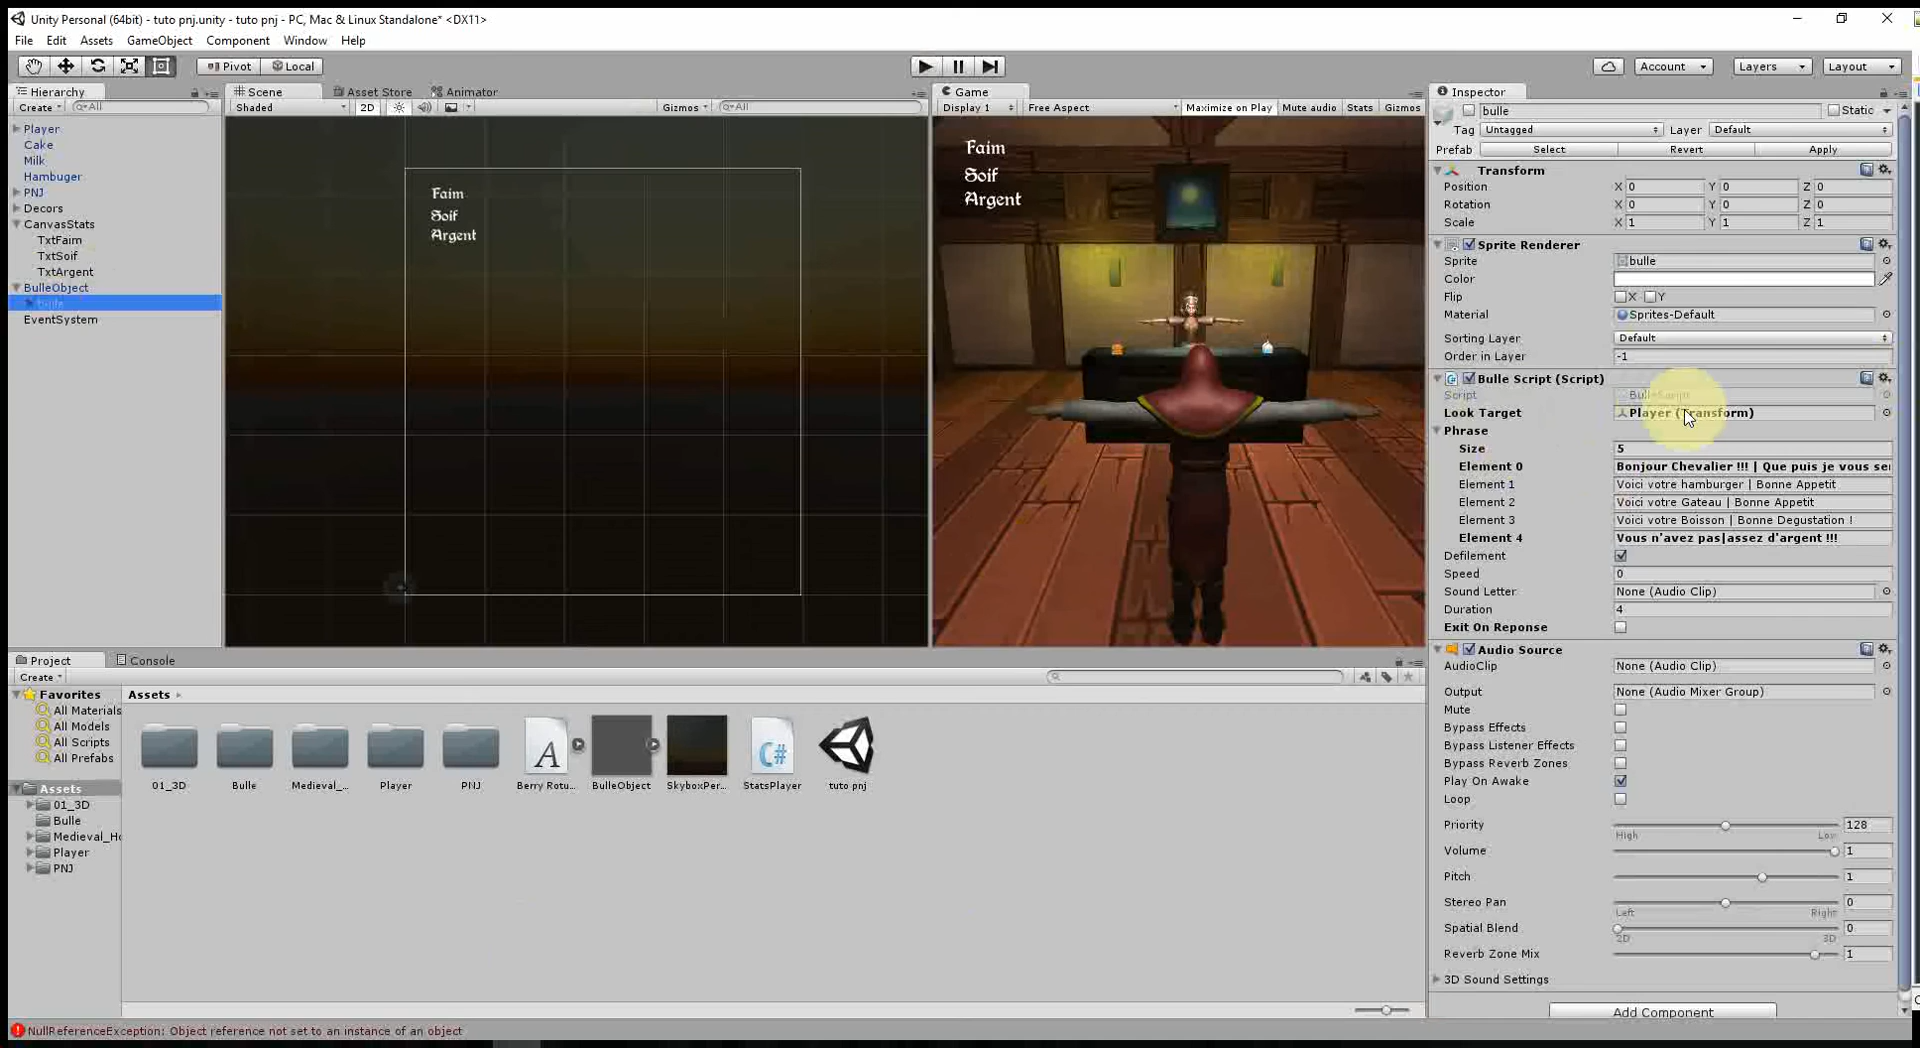 Unity Personal (64bit) - tuto pnj.unity - tuto pnj - PC, Mac & Linux Standalone* <DX11>
File Edit Assets GameObject Component Window Help
Pivot Local Account Layers Layout
Hierarchy
Create All
Player
Cake
Milk
Hambuger
PNJ
Decors
CanvasStats
TxtFaim
TxtSoif
TxtArgent
BulleObject
bulle
EventSystem
Scene Asset Store Animator
Shaded 2D Gizmos All
Faim
Soif
Argent
Game
Display 1 Free Aspect Maximize on Play Mute audio Stats Gizmos
Faim
Soif
Argent
Inspector
bulle Static
Tag Untagged Layer Default
Prefab Select Revert Apply
Transform
Position X 0 Y 0 Z 0
Rotation X 0 Y 0 Z 0
Scale X 1 Y 1 Z 1
Sprite Renderer
Sprite bulle
Color
Flip X Y
Material Sprites-Default
Sorting Layer Default
Order in Layer -1
Bulle Script (Script)
Script BulleScript
Look Target Player (Transform)
Phrase
Size 5
Element 0 Bonjour Chevalier !!! | Que puis je vous se
Element 1 Voici votre hamburger | Bonne Appetit
Element 2 Voici votre Gateau | Bonne Appetit
Element 3 Voici votre Boisson | Bonne Degustation !
Element 4 Vous n'avez pas|assez d'argent !!!
Defilement
Speed 0
Sound Letter None (Audio Clip)
Duration 4
Exit On Reponse
Audio Source
AudioClip None (Audio Clip)
Output None (Audio Mixer Group)
Mute
Bypass Effects
Bypass Listener Effects
Bypass Reverb Zones
Play On Awake
Loop
Priority 128
High Low
Volume 1
Pitch 1
Stereo Pan 0
Left Right
Spatial Blend 0
2D 3D
Reverb Zone Mix 1
3D Sound Settings
Add Component
Project Console
Create
Favorites
All Materials
All Models
All Scripts
All Prefabs
Assets
01_3D
Bulle
Medieval_Ho
Player
PNJ
Assets
01_3D Bulle Medieval_... Player PNJ Berry Rotu... BulleObject SkyboxPer... StatsPlayer tuto pnj
NullReferenceException: Object reference not set to an instance of an object